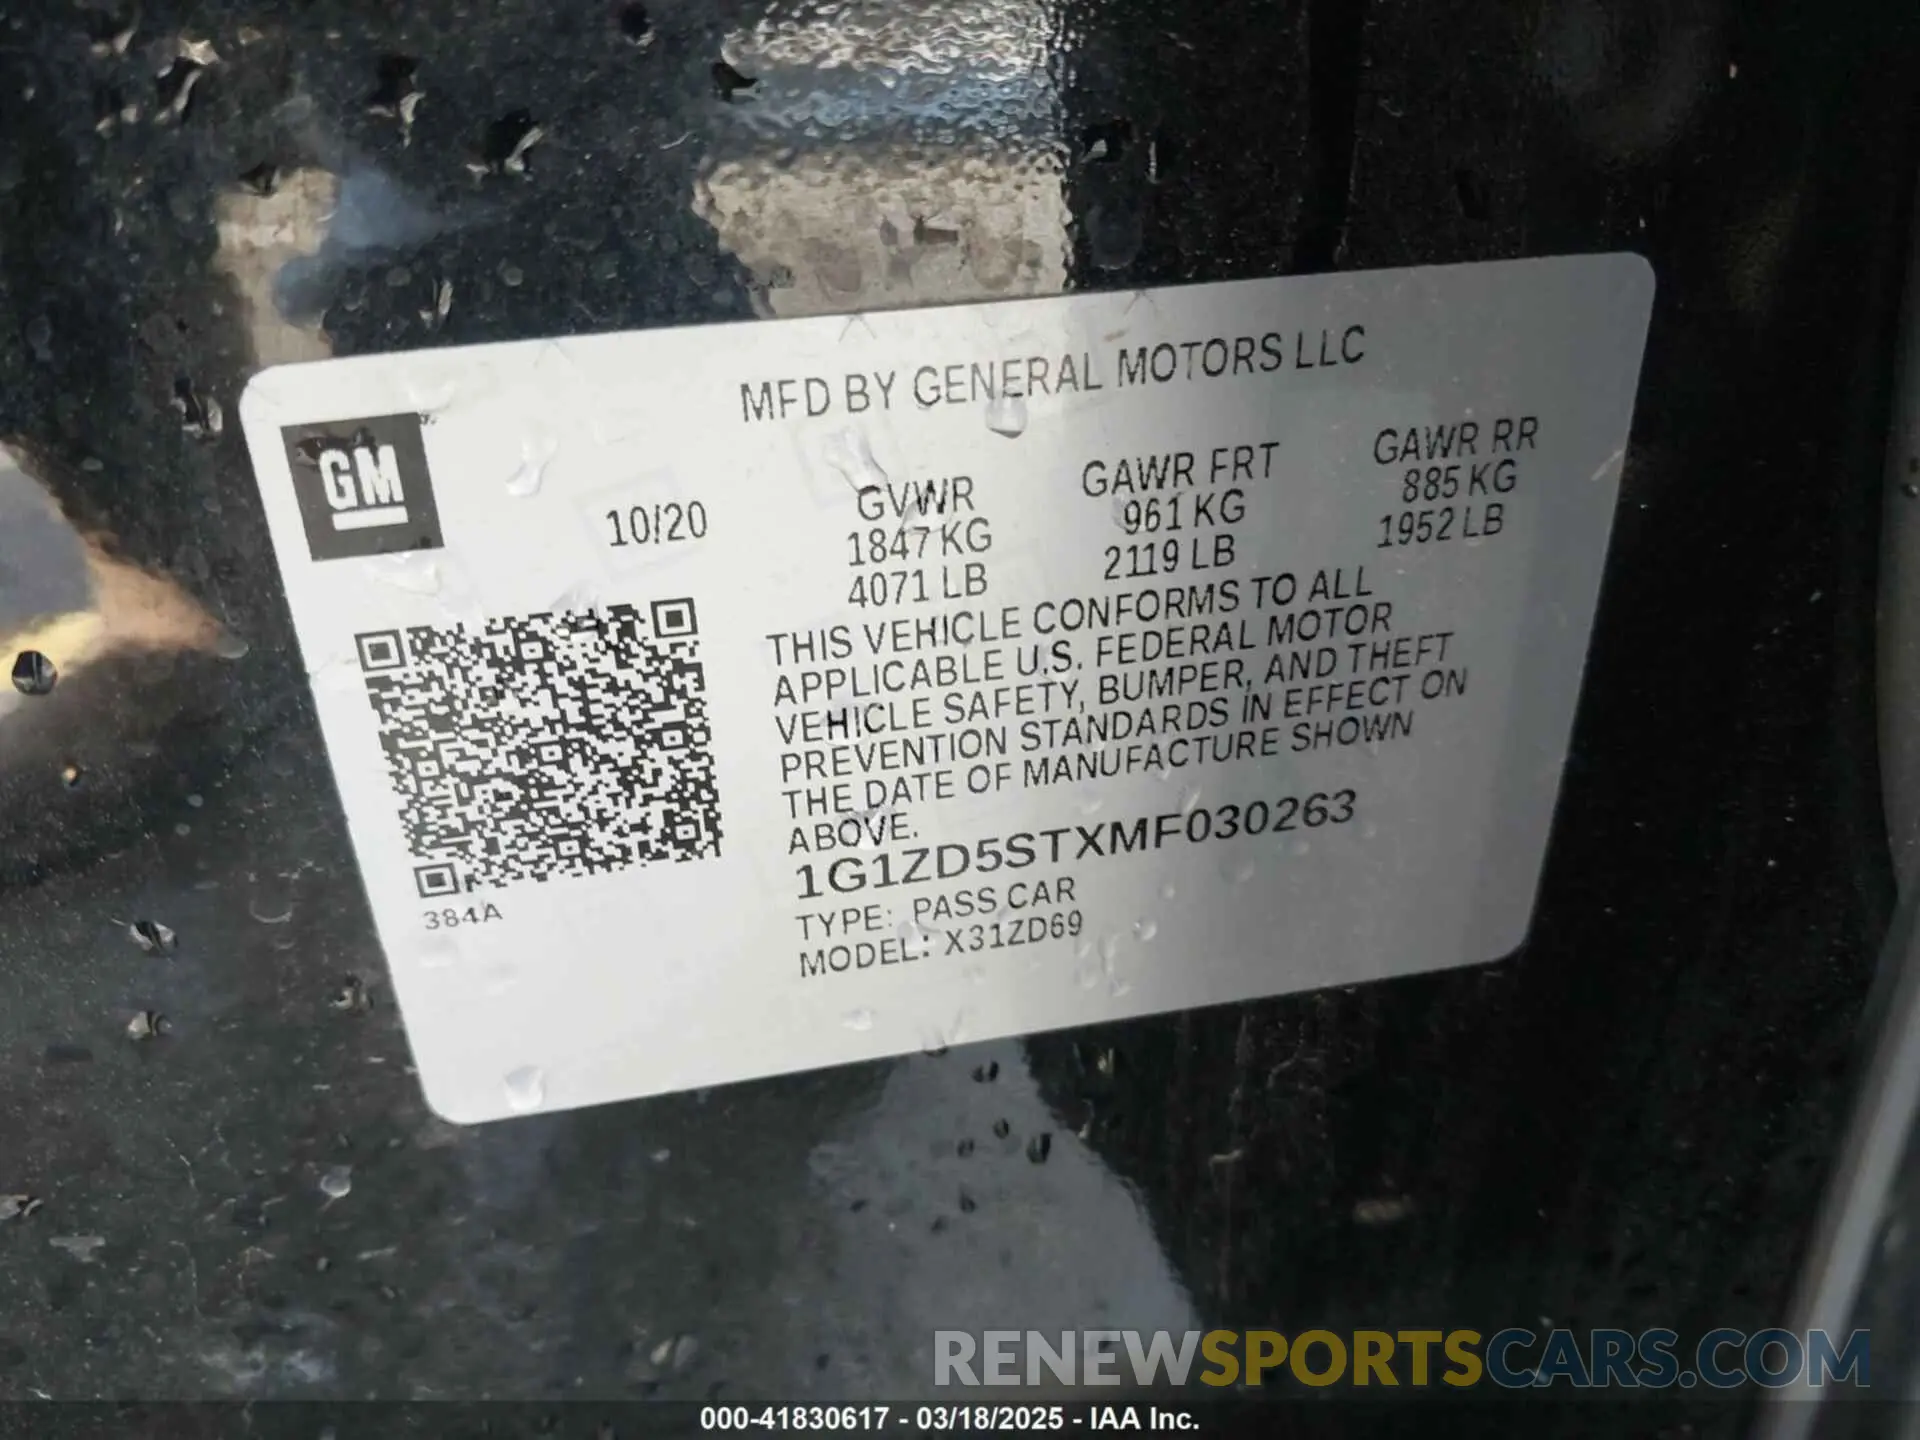 MFD BY GENERAL MOTORS LLC
GM
10/20
GVWR
1847 KG
4071 LB
GAWR FRT
961 KG
2119 LB
GAWR RR
885 KG
1952 LB
THIS VEHICLE CONFORMS TO ALL
APPLICABLE U.S. FEDERAL MOTOR
VEHICLE SAFETY, BUMPER, AND THEFT
PREVENTION STANDARDS IN EFFECT ON
THE DATE OF MANUFACTURE SHOWN
ABOVE.
1G1ZD5STXMF030263
TYPE: PASS CAR
MODEL: X31ZD69
384A
RENEWSPORTSCARS.COM
000-41830617 - 03/18/2025 - IAA Inc.